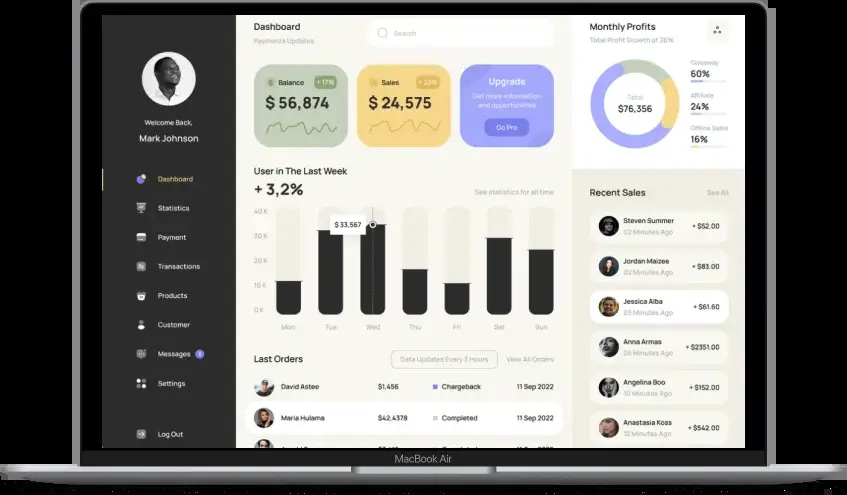 Dashboard
Payments Updates
Search
Monthly Profits
Total Profit Growth of 26%
Welcome Back,
Mark Johnson
Balance
+ 17%
$ 56,874
Sales
+ 23%
$ 24,575
Upgrade
Get more information
and opportunities
Go Pro
Total
$76,356
Giveaway
60%
Affiliate
24%
Offline Sales
16%
Dashboard
Statistics
Payment
Transactions
Products
Customer
Messages
Settings
Log Out
User in The Last Week
+ 3,2%
See statistics for all time
40 K
30 K
20 K
10 K
0 K
$ 33,567
Mon
Tue
Wed
Thu
Fri
Sat
Sun
Recent Sales
See All
Steven Summer
02 Minutes Ago
+ $52.00
Jordan Maizee
02 Minutes Ago
+ $83.00
Jessica Alba
05 Minutes Ago
+ $61.60
Anna Armas
05 Minutes Ago
+ $2351.00
Angelina Boo
10 Minutes Ago
+ $152.00
Anastasia Koss
12 Minutes Ago
+ $542.00
Last Orders
Data Updated Every 3 Hours
View All Orders
David Astee
$1,456
Chargeback
11 Sep 2022
Maria Hulama
$42,4378
Completed
11 Sep 2022
MacBook Air